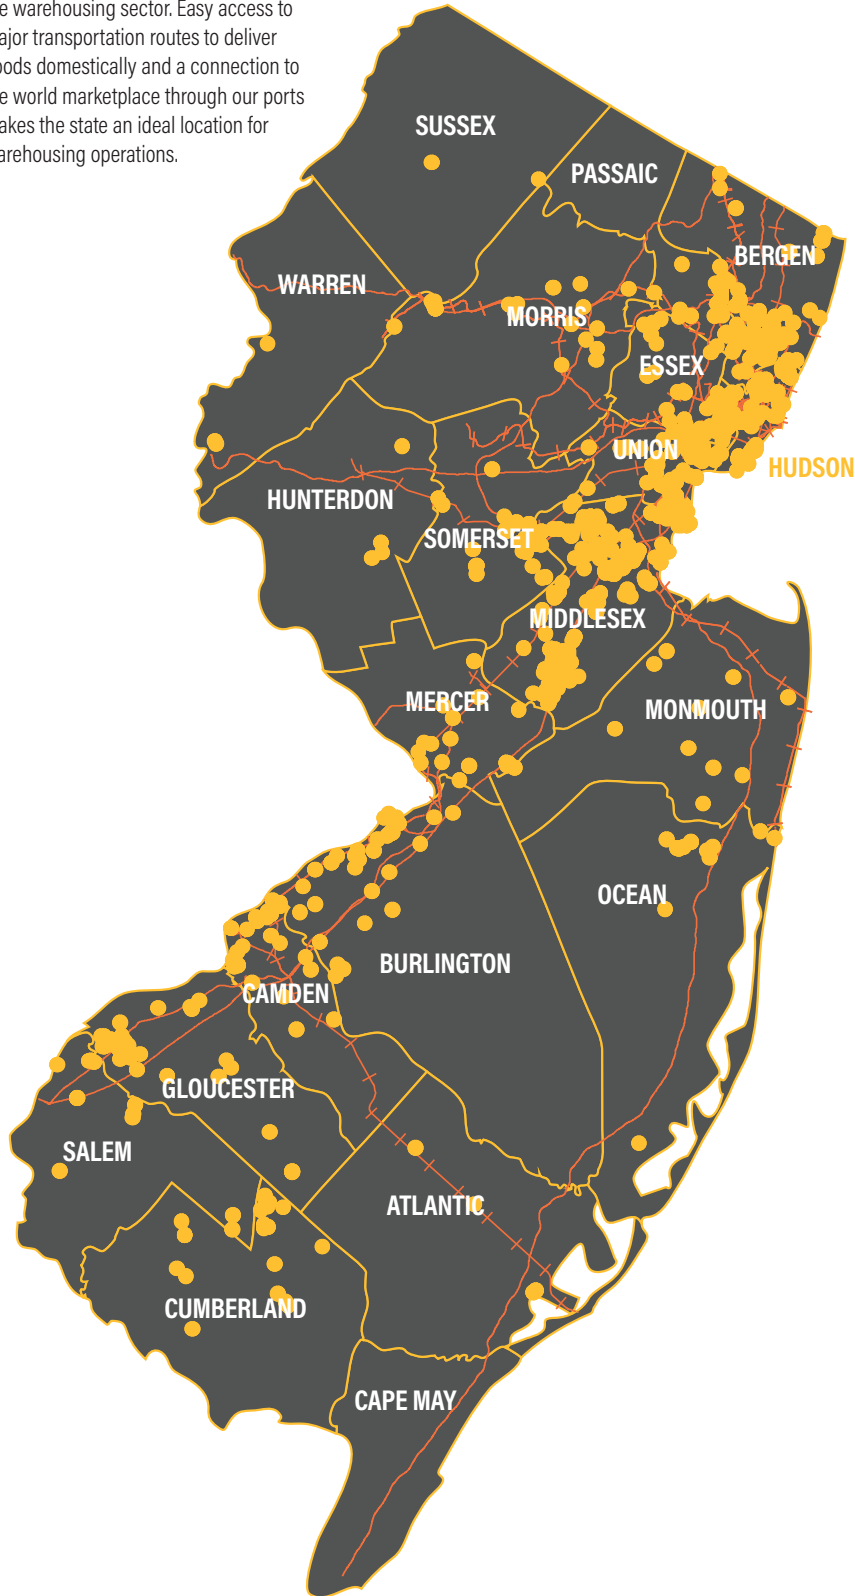 e warehousing sector. Easy access to
ajor transportation routes to deliver
oods domestically and a connection to
e world marketplace through our ports
akes the state an ideal location for
arehousing operations.
SUSSEX
PASSAIC
BERGEN
WARREN
MORRIS
ESSEX
UNION
HUDSON
HUNTERDON
SOMERSET
MIDDLESEX
MERCER
MONMOUTH
OCEAN
BURLINGTON
CAMDEN
GLOUCESTER
SALEM
ATLANTIC
CUMBERLAND
CAPE MAY